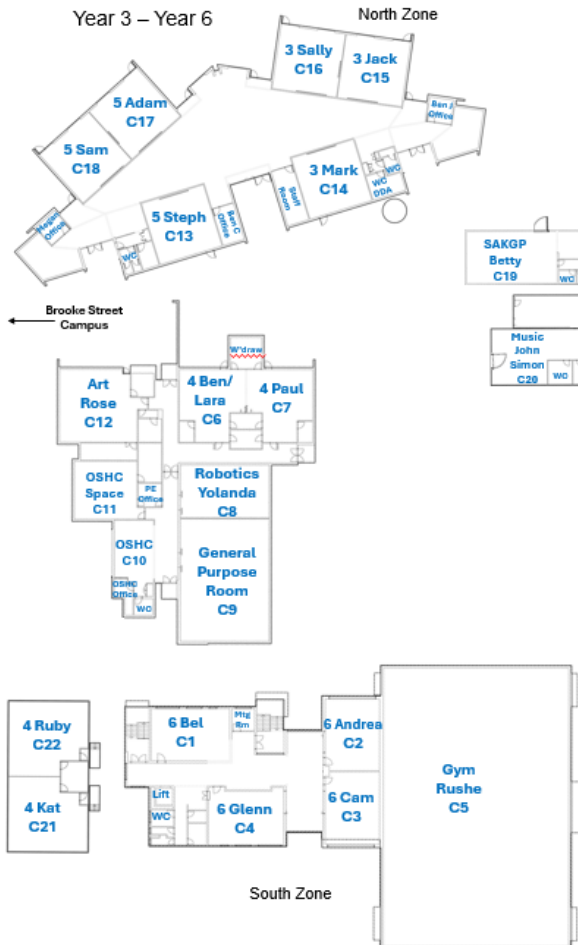 Year 3 – Year 6
North Zone
3 Sally
C16
3 Jack
C15
5 Adam
C17
Ben J
Office
5 Sam
C18
3 Mark
C14
WC
WC
DDA
Staff
Room
Megan
Office
5 Steph
C13
Ben C
Office
WC
SAKGP
Betty
C19
WC
Brooke Street
Campus
Music
John
Simon
C20
WC
W'draw
Art
Rose
C12
4 Ben/
Lara
C6
4 Paul
C7
OSHC
Space
C11
PE
Office
Robotics
Yolanda
C8
OSHC
C10
OSHC
Office
WC
General
Purpose
Room
C9
4 Ruby
C22
4 Kat
C21
6 Bel
C1
Mtg
Rm
6 Andrea
C2
Lift
WC
6 Glenn
C4
6 Cam
C3
Gym
Rushe
C5
South Zone